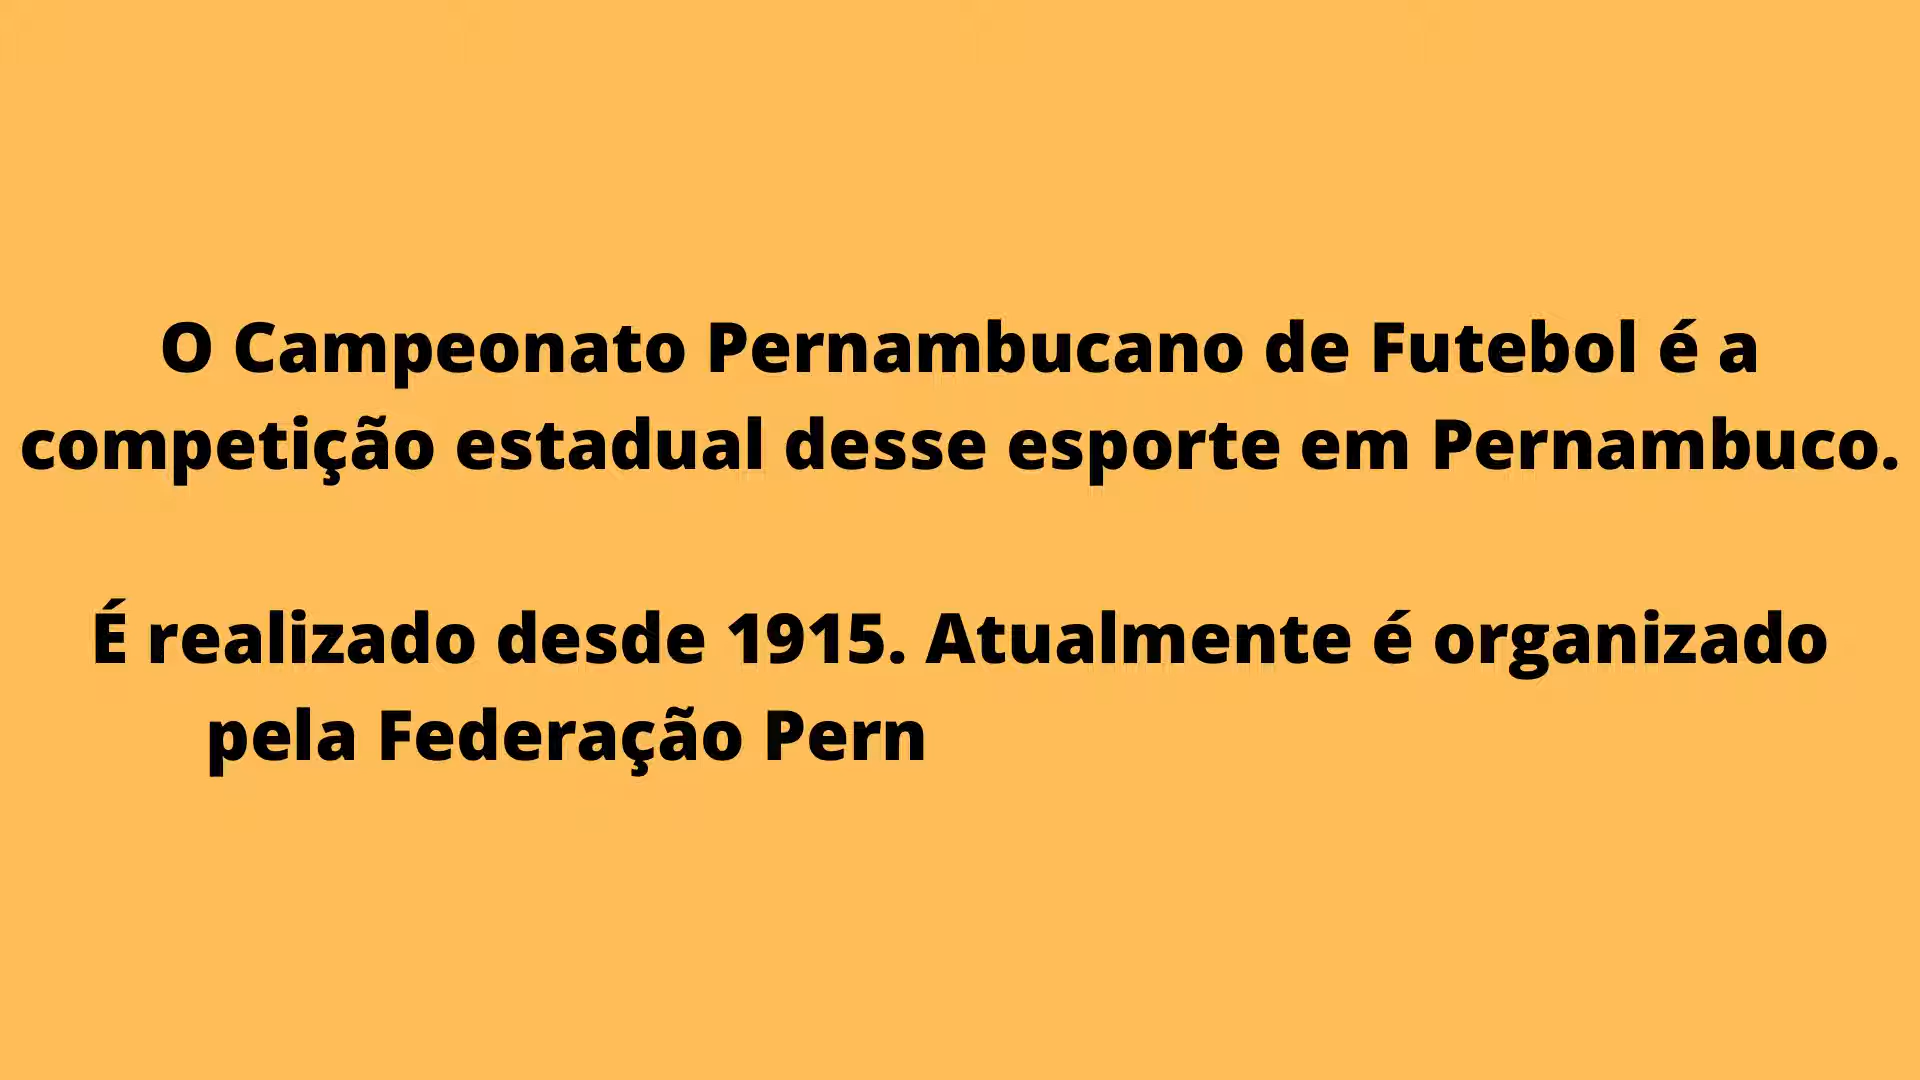 O Campeonato Pernambucano de Futebol é a
competição estadual desse esporte em Pernambuco.
É realizado desde 1915. Atualmente é organizado
pela Federação Pern